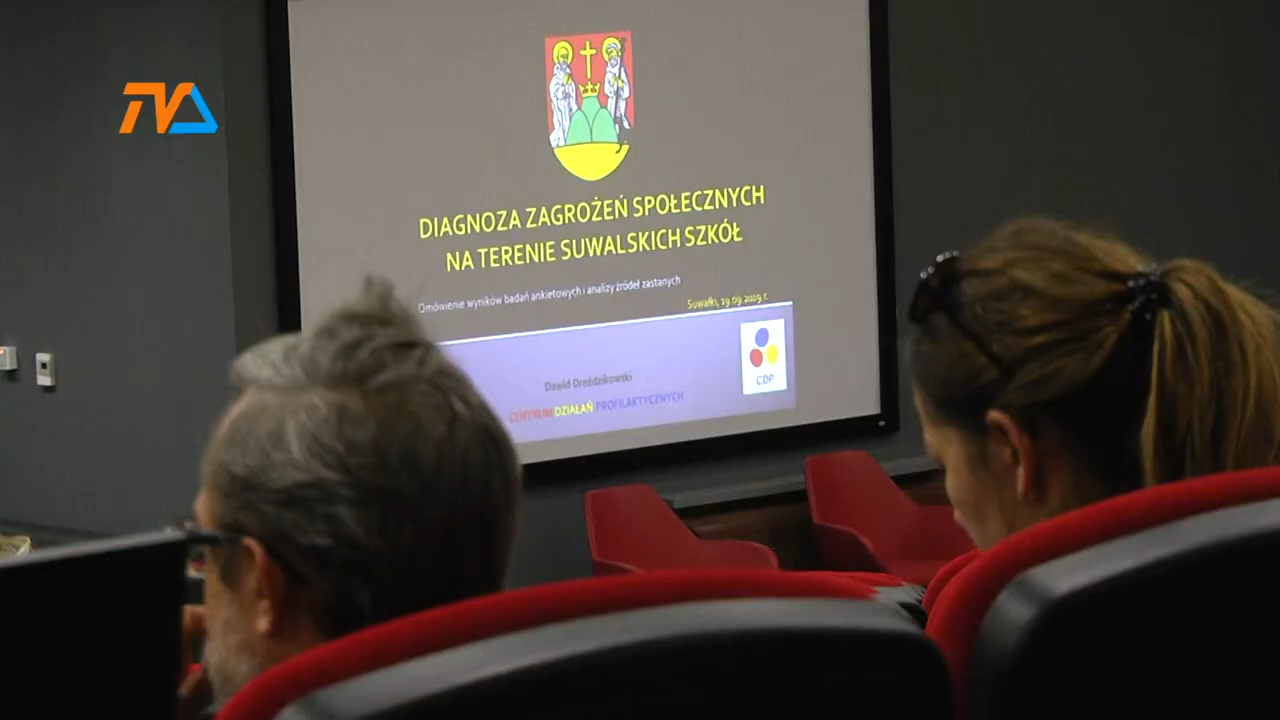 TVA
DIAGNOZA ZAGROŻEŃ SPOŁECZNYCH
NA TERENIE SUWALSKICH SZKÓŁ
Omówienie wyników badań ankietowych i analizy źródeł zastanych
Suwałki, 19.09.2019 r.
CDP
Dawid Droździkowski
CENTRUM DZIAŁAŃ PROFILAKTYCZNYCH